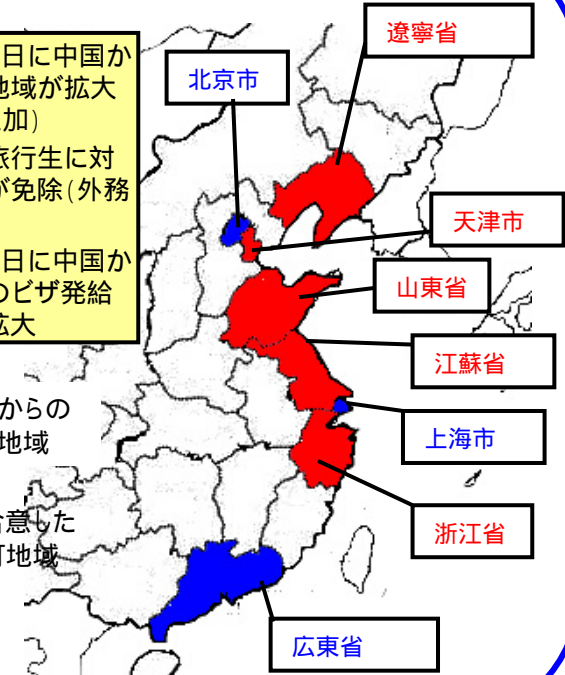 日に中国か
地域が拡大
加)
旅行生に対
が免除(外務
日に中国か
のビザ発給
拡大
からの
地域
合意した
可地域
遼寧省
北京市
天津市
山東省
江蘇省
上海市
浙江省
広東省